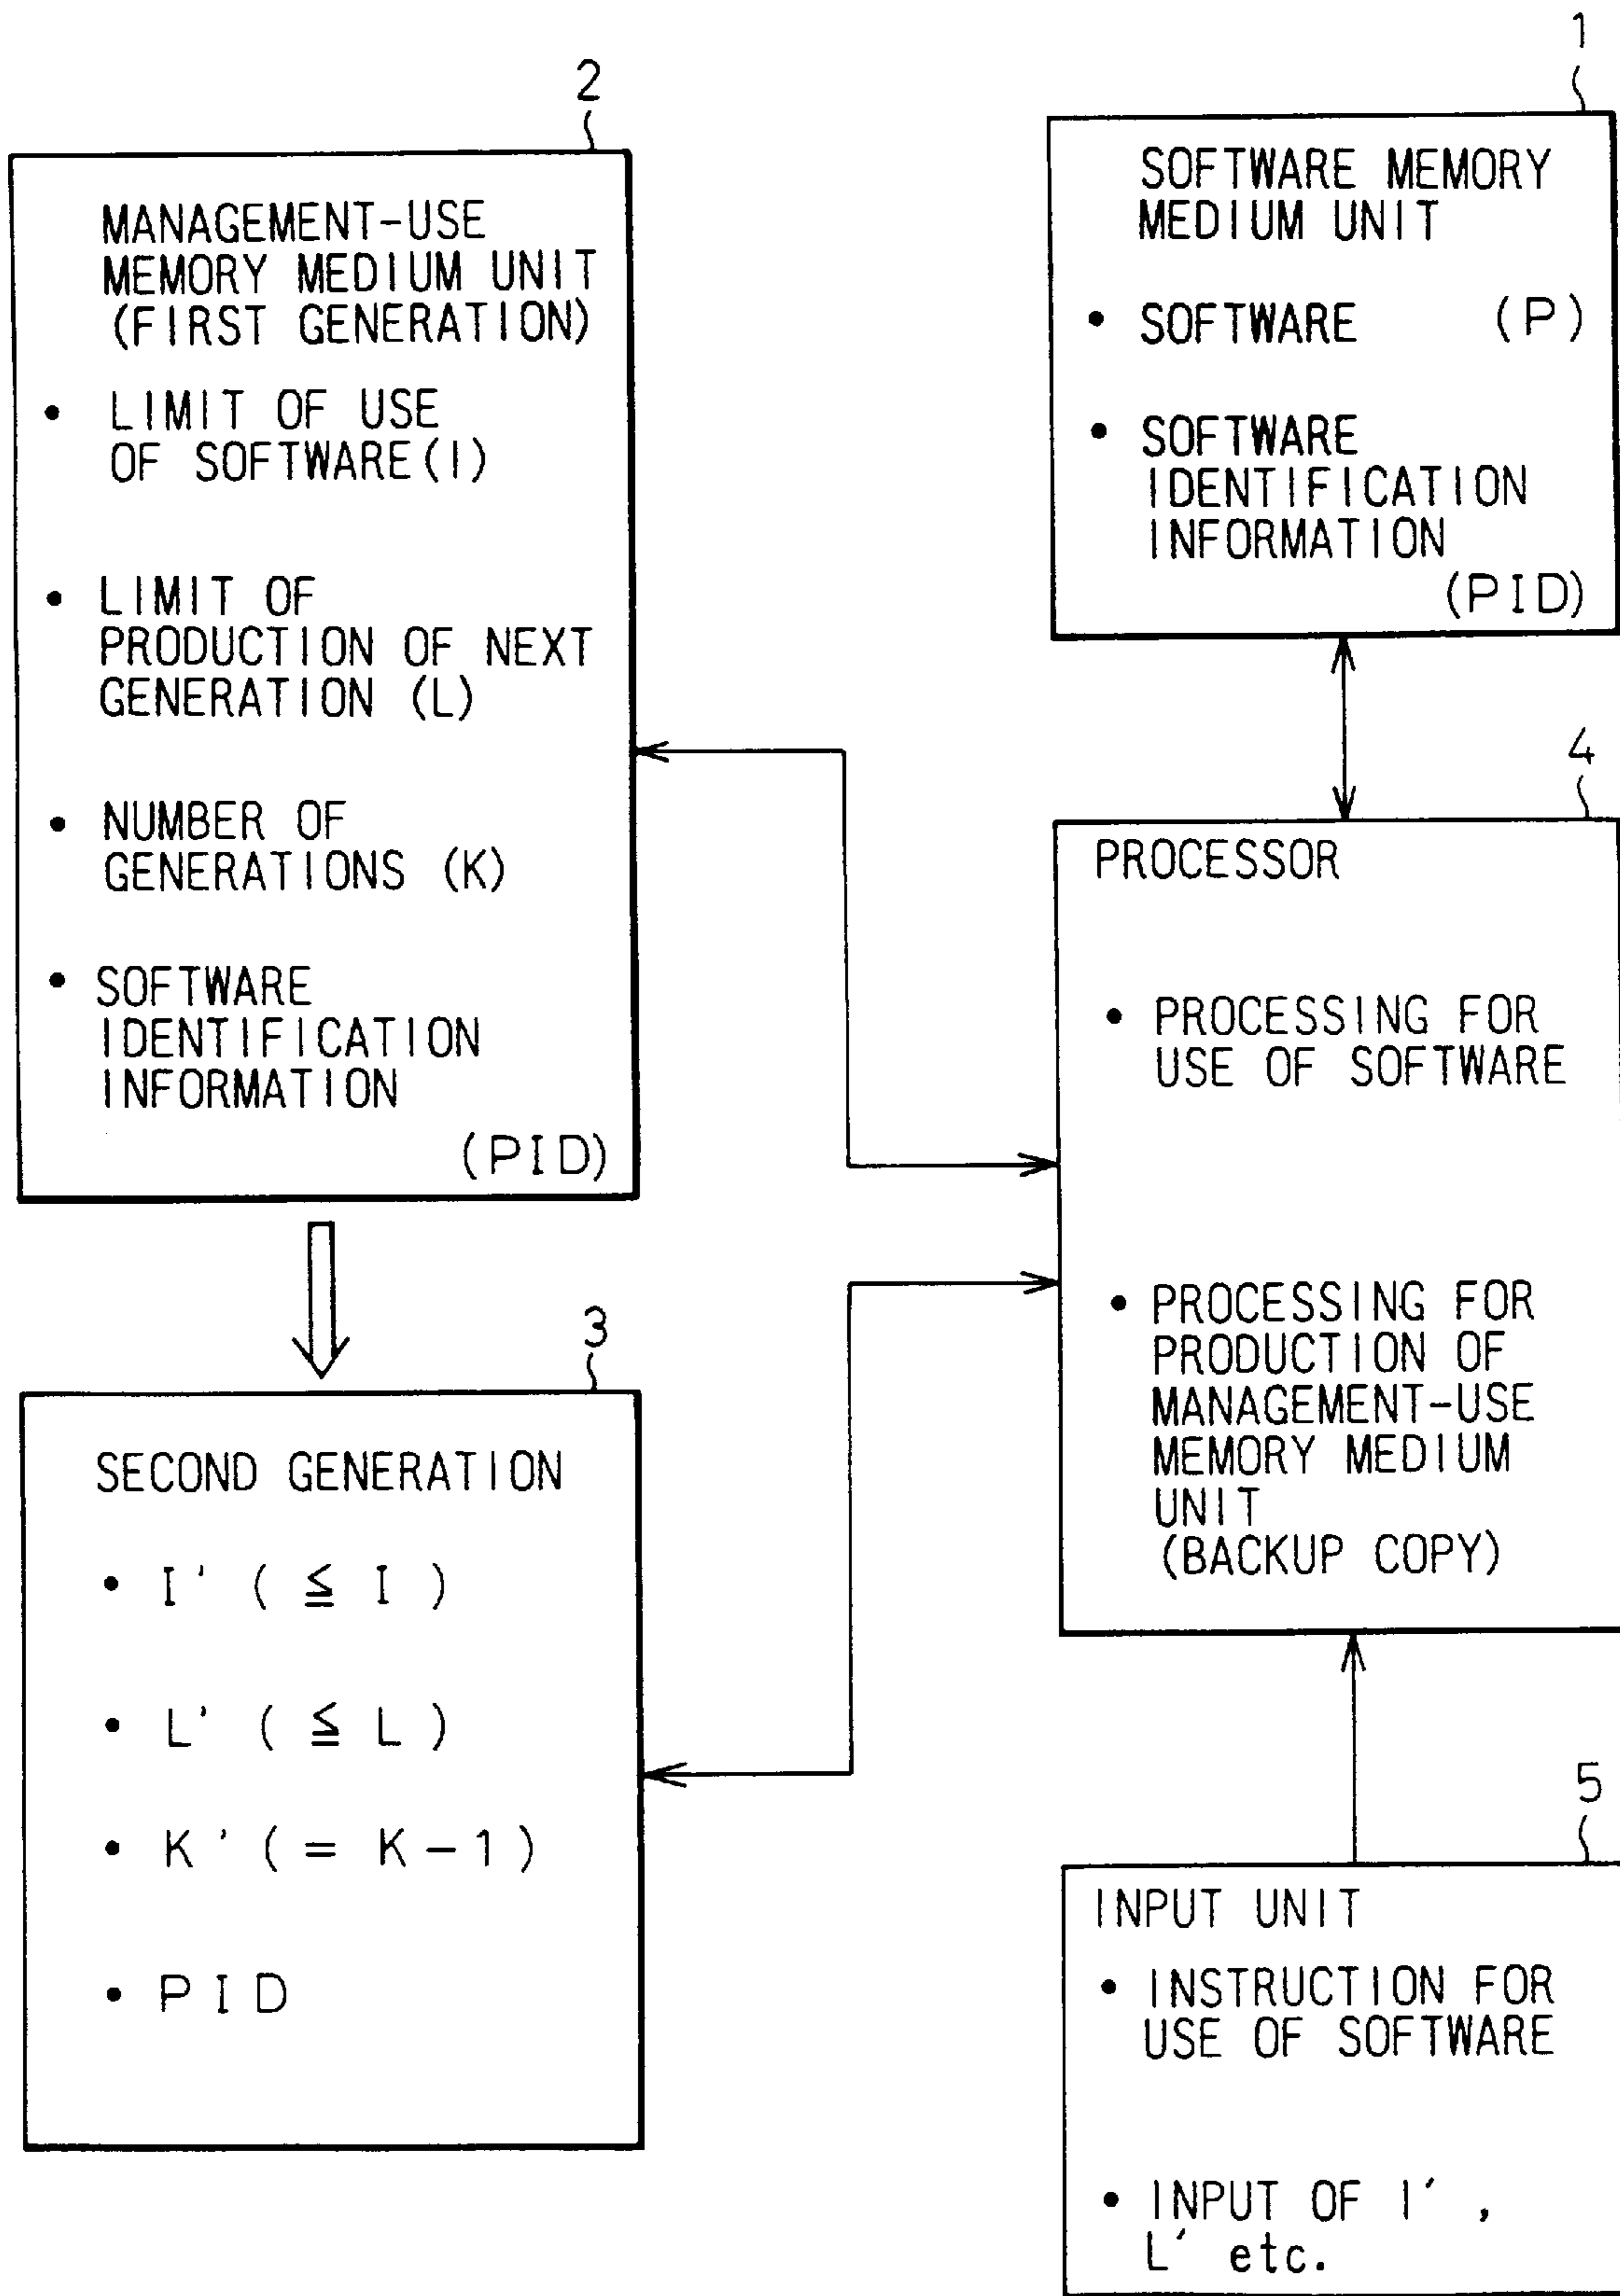 2
MANAGEMENT-USE
MEMORY MEDIUM UNIT
(FIRST GENERATION)
• LIMIT OF USE
OF SOFTWARE(I)
• LIMIT OF
PRODUCTION OF NEXT
GENERATION (L)
• NUMBER OF
GENERATIONS (K)
• SOFTWARE
IDENTIFICATION
INFORMATION
(PID)
3
SECOND GENERATION
• I' ( ≦ I )
• L' ( ≦ L )
• K' ( = K-1 )
• PID
1
SOFTWARE MEMORY
MEDIUM UNIT
• SOFTWARE (P)
• SOFTWARE
IDENTIFICATION
INFORMATION
(PID)
4
PROCESSOR
• PROCESSING FOR
USE OF SOFTWARE
• PROCESSING FOR
PRODUCTION OF
MANAGEMENT-USE
MEMORY MEDIUM
UNIT
(BACKUP COPY)
5
INPUT UNIT
• INSTRUCTION FOR
USE OF SOFTWARE
• INPUT OF I′ ,
L′ etc.